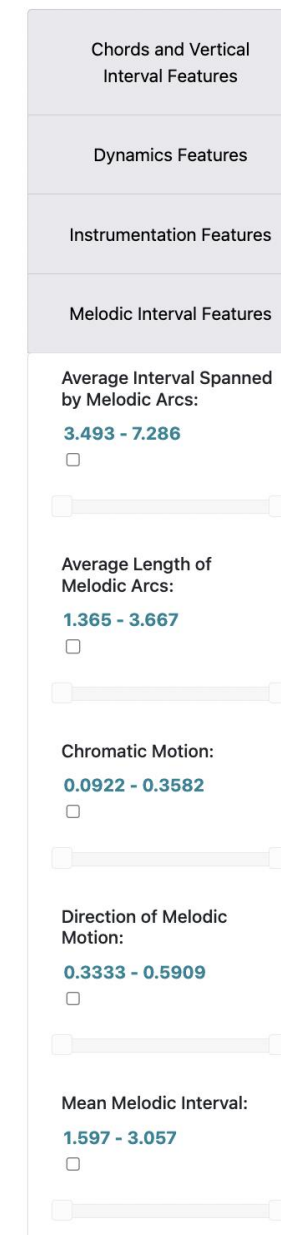 Chords and Vertical
Interval Features
Dynamics Features
Instrumentation Features
Melodic Interval Features
Average Interval Spanned
by Melodic Arcs:
3.493 - 7.286
Average Length of
Melodic Arcs:
1.365 - 3.667
Chromatic Motion:
0.0922 - 0.3582
Direction of Melodic
Motion:
0.3333 - 0.5909
Mean Melodic Interval:
1.597 - 3.057